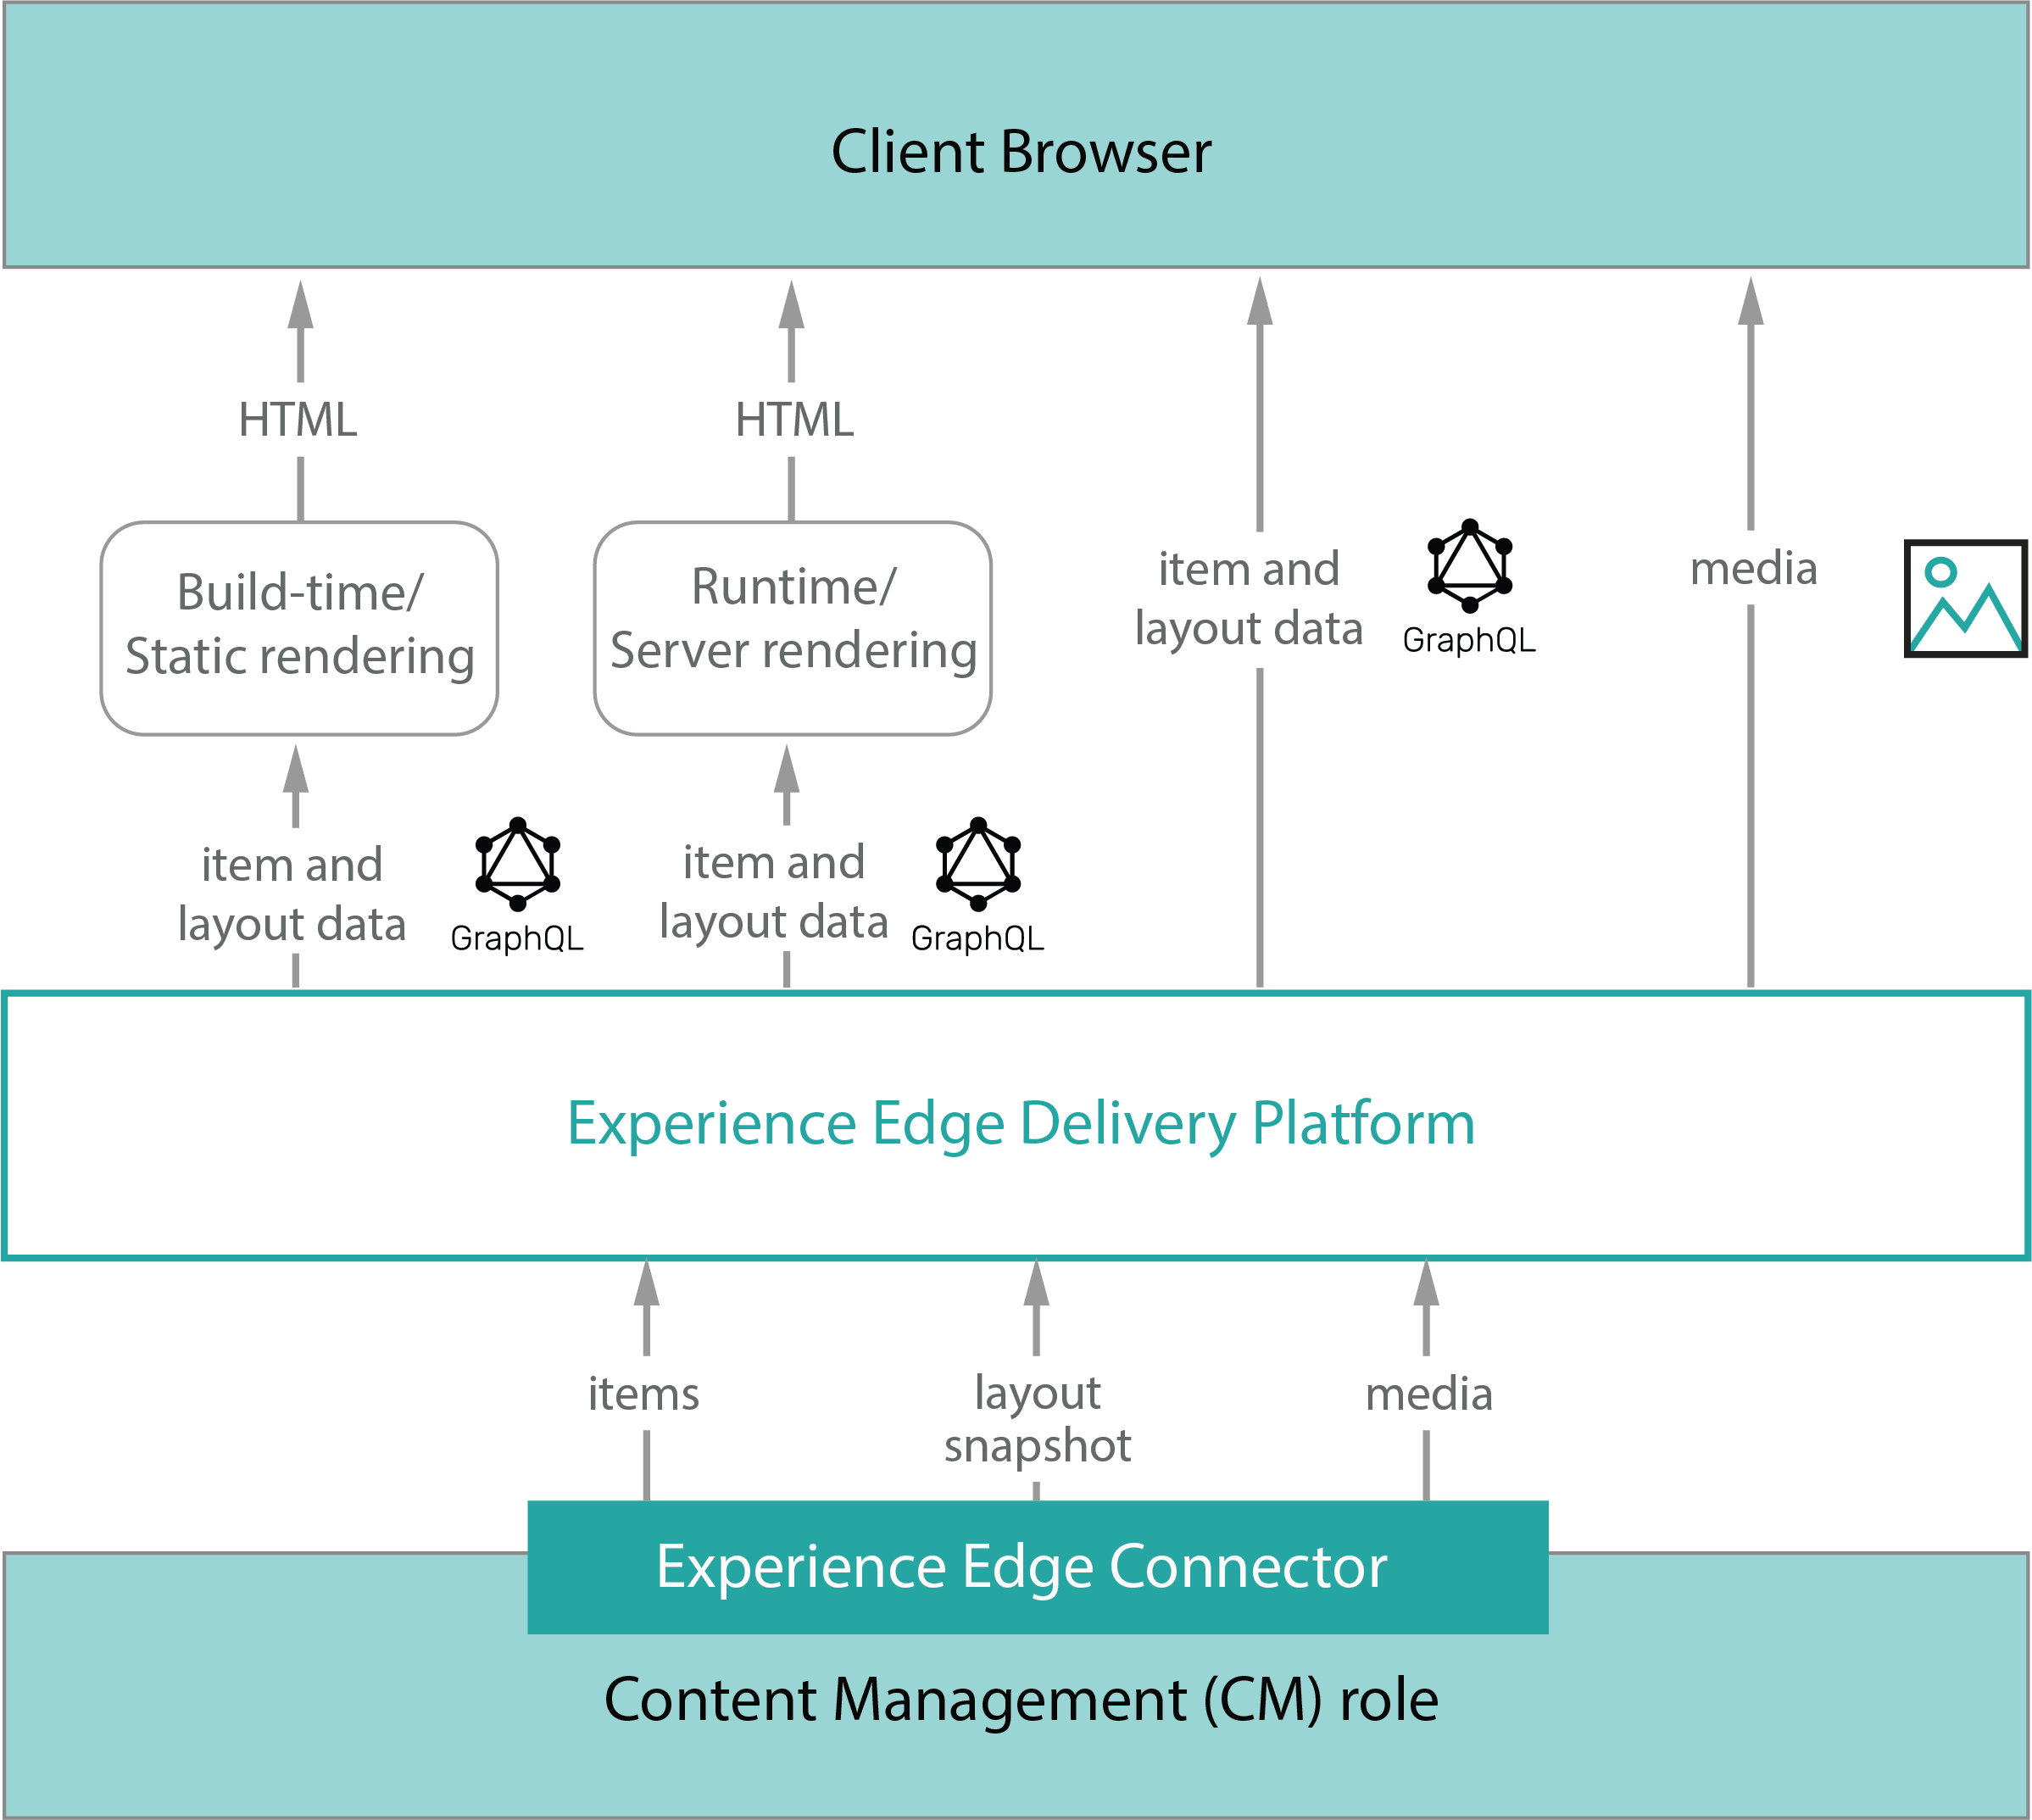 Client Browser
HTML
HTML
Build-time/
Static rendering
Runtime/
Server rendering
item and
layout data
GraphQL
media
item and
layout data
GraphQL
item and
layout data
GraphQL
Experience Edge Delivery Platform
items
layout
snapshot
media
Experience Edge Connector
Content Management (CM) role